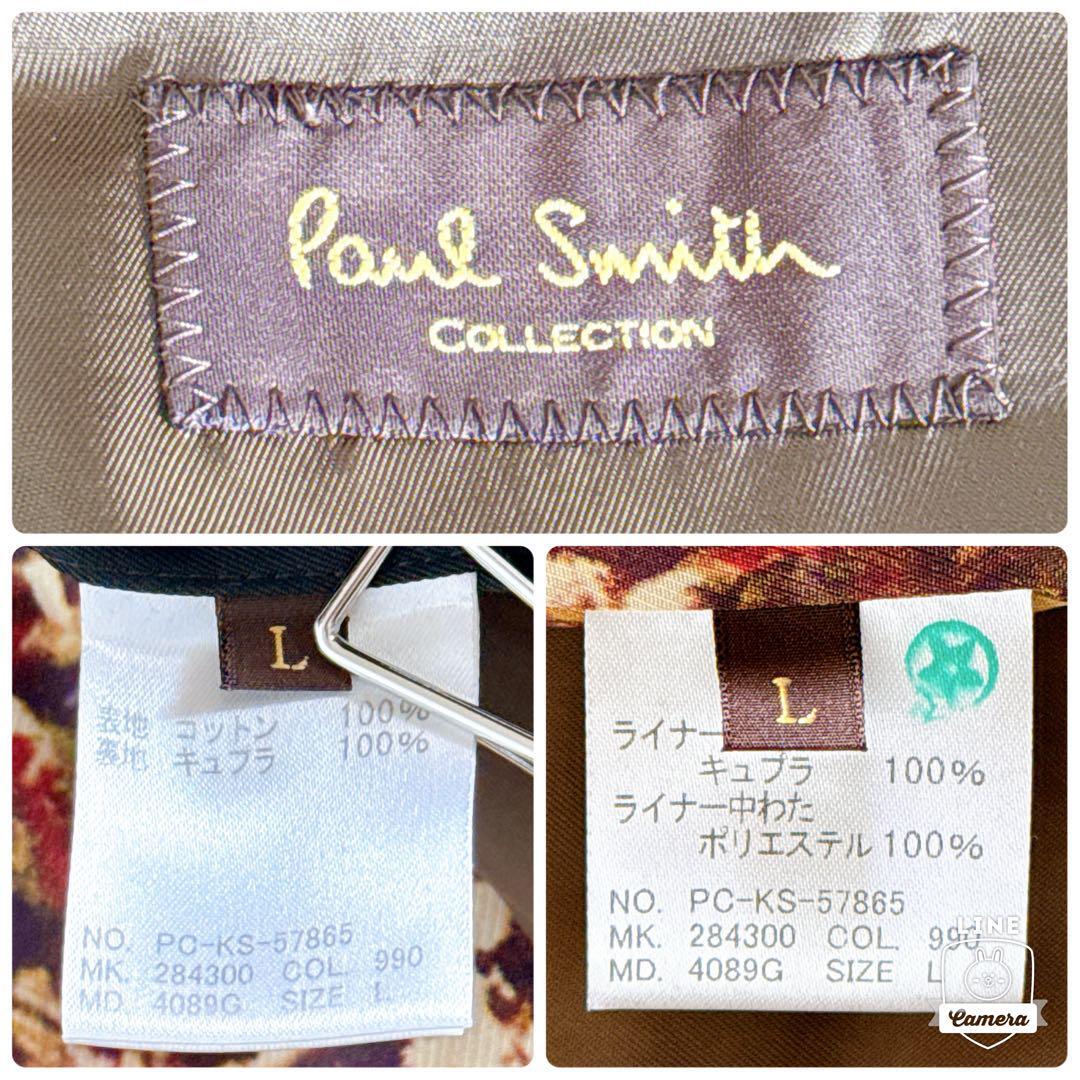 Paul Smith
COLLECTION
L
表地 コットン 100%
裏地 キュプラ 100%
NO. PC-KS-57865
MK. 284300 COL. 990
MD. 4089G SIZE L
L
ライナー
キュプラ 100%
ライナー中わた
ポリエステル 100%
NO. PC-KS-57865
MK. 284300 COL. 990
MD. 4089G SIZE L
LINE
Camera